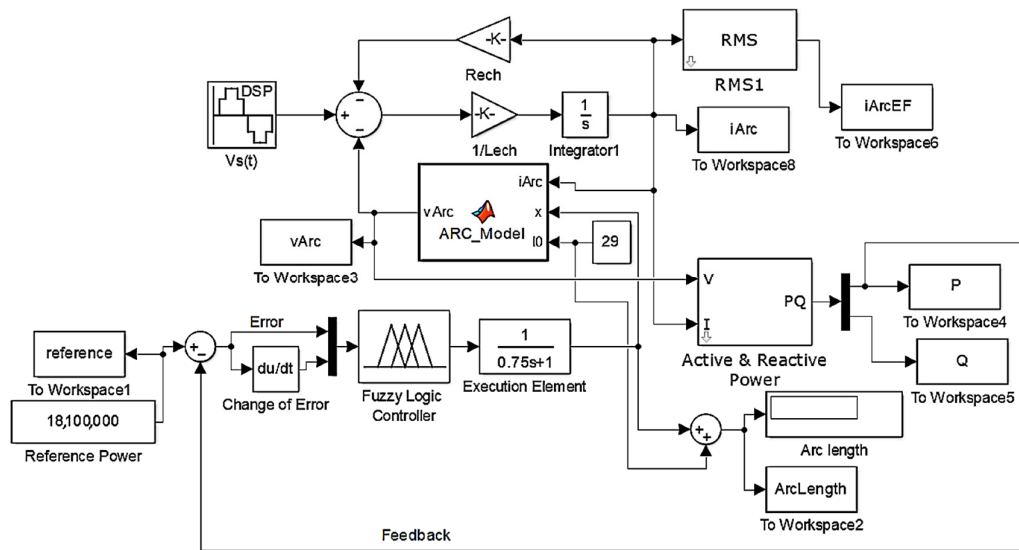 -K-
Rech
RMS
RMS1
iArcEF
To Workspace6
DSP
Vs(t)
−
+
−
-K-
1/Lech
1
s
Integrator1
iArc
To Workspace8
iArc
vArc
x
ARC_Model
I0
29
vArc
To Workspace3
V
PQ
I
Active & Reactive
Power
P
To Workspace4
Q
To Workspace5
reference
To Workspace1
18,100,000
Reference Power
+
−
Error
du/dt
Change of Error
Fuzzy Logic
Controller
1
0.75s+1
Execution Element
+
+
Arc length
ArcLength
To Workspace2
Feedback